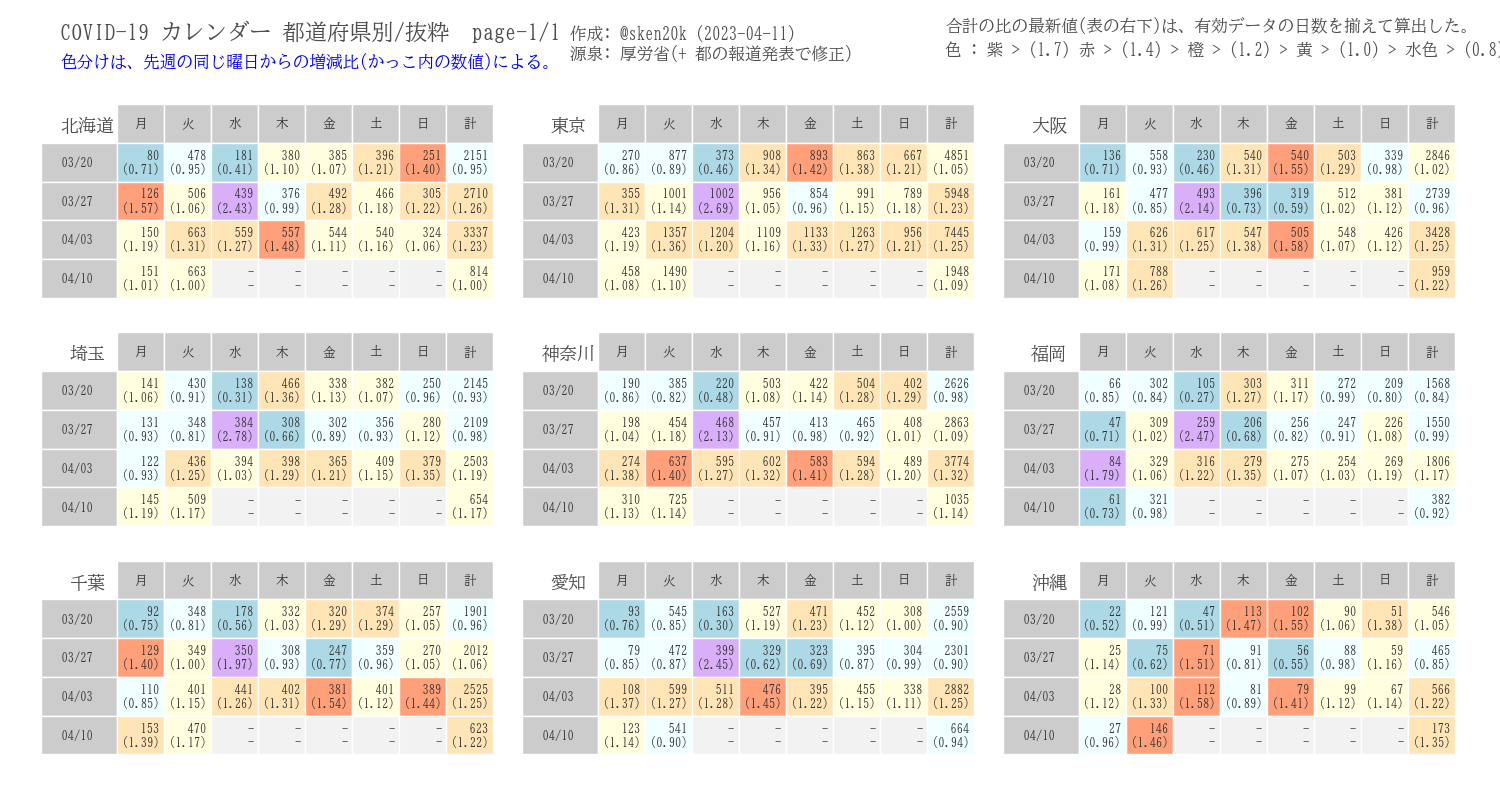 COVID-19 カレンダー 都道府県別/抜粋 page-1/1
色分けは、先週の同じ曜日からの増減比(かっこ内の数値)による。
作成: @sken20k (2023-04-11)
源泉: 厚労省(+ 都の報道発表で修正)
合計の比の最新値(表の右下)は、有効データの日数を揃えて算出した。
色 : 紫 > (1.7) 赤 > (1.4) > 橙 > (1.2) > 黄 > (1.0) > 水色 > (0.8)
北海道 月 火 水 木 金 土 日 計
03/20 80 478 181 380 385 396 251 2151
(0.71) (0.95) (0.41) (1.10) (1.07) (1.21) (1.40) (0.95)
03/27 126 506 439 376 492 466 305 2710
(1.57) (1.06) (2.43) (0.99) (1.28) (1.18) (1.22) (1.26)
04/03 150 663 559 557 544 540 324 3337
(1.19) (1.31) (1.27) (1.48) (1.11) (1.16) (1.06) (1.23)
04/10 151 663 - - - - - 814
(1.01) (1.00) - - - - - (1.00)
東京 月 火 水 木 金 土 日 計
03/20 270 877 373 908 893 863 667 4851
(0.86) (0.89) (0.46) (1.34) (1.42) (1.38) (1.21) (1.05)
03/27 355 1001 1002 956 854 991 789 5948
(1.31) (1.14) (2.69) (1.05) (0.96) (1.15) (1.18) (1.23)
04/03 423 1357 1204 1109 1133 1263 956 7445
(1.19) (1.36) (1.20) (1.16) (1.33) (1.27) (1.21) (1.25)
04/10 458 1490 - - - - - 1948
(1.08) (1.10) - - - - - (1.09)
大阪 月 火 水 木 金 土 日 計
03/20 136 558 230 540 540 503 339 2846
(0.71) (0.93) (0.46) (1.31) (1.55) (1.29) (0.98) (1.02)
03/27 161 477 493 396 319 512 381 2739
(1.18) (0.85) (2.14) (0.73) (0.59) (1.02) (1.12) (0.96)
04/03 159 626 617 547 505 548 426 3428
(0.99) (1.31) (1.25) (1.38) (1.58) (1.07) (1.12) (1.25)
04/10 171 788 - - - - - 959
(1.08) (1.26) - - - - - (1.22)
埼玉 月 火 水 木 金 土 日 計
03/20 141 430 138 466 338 382 250 2145
(1.06) (0.91) (0.31) (1.36) (1.13) (1.07) (0.96) (0.93)
03/27 131 348 384 308 302 356 280 2109
(0.93) (0.81) (2.78) (0.66) (0.89) (0.93) (1.12) (0.98)
04/03 122 436 394 398 365 409 379 2503
(0.93) (1.25) (1.03) (1.29) (1.21) (1.15) (1.35) (1.19)
04/10 145 509 - - - - - 654
(1.19) (1.17) - - - - - (1.17)
神奈川 月 火 水 木 金 土 日 計
03/20 190 385 220 503 422 504 402 2626
(0.86) (0.82) (0.48) (1.08) (1.14) (1.28) (1.29) (0.98)
03/27 198 454 468 457 413 465 408 2863
(1.04) (1.18) (2.13) (0.91) (0.98) (0.92) (1.01) (1.09)
04/03 274 637 595 602 583 594 489 3774
(1.38) (1.40) (1.27) (1.32) (1.41) (1.28) (1.20) (1.32)
04/10 310 725 - - - - - 1035
(1.13) (1.14) - - - - - (1.14)
福岡 月 火 水 木 金 土 日 計
03/20 66 302 105 303 311 272 209 1568
(0.85) (0.84) (0.27) (1.27) (1.17) (0.99) (0.80) (0.84)
03/27 47 309 259 206 256 247 226 1550
(0.71) (1.02) (2.47) (0.68) (0.82) (0.91) (1.08) (0.99)
04/03 84 329 316 279 275 254 269 1806
(1.79) (1.06) (1.22) (1.35) (1.07) (1.03) (1.19) (1.17)
04/10 61 321 - - - - - 382
(0.73) (0.98) - - - - - (0.92)
千葉 月 火 水 木 金 土 日 計
03/20 92 348 178 332 320 374 257 1901
(0.75) (0.81) (0.56) (1.03) (1.29) (1.29) (1.05) (0.96)
03/27 129 349 350 308 247 359 270 2012
(1.40) (1.00) (1.97) (0.93) (0.77) (0.96) (1.05) (1.06)
04/03 110 401 441 402 381 401 389 2525
(0.85) (1.15) (1.26) (1.31) (1.54) (1.12) (1.44) (1.25)
04/10 153 470 - - - - - 623
(1.39) (1.17) - - - - - (1.22)
愛知 月 火 水 木 金 土 日 計
03/20 93 545 163 527 471 452 308 2559
(0.76) (0.85) (0.30) (1.19) (1.23) (1.12) (1.00) (0.90)
03/27 79 472 399 329 323 395 304 2301
(0.85) (0.87) (2.45) (0.62) (0.69) (0.87) (0.99) (0.90)
04/03 108 599 511 476 395 455 338 2882
(1.37) (1.27) (1.28) (1.45) (1.22) (1.15) (1.11) (1.25)
04/10 123 541 - - - - - 664
(1.14) (0.90) - - - - - (0.94)
沖縄 月 火 水 木 金 土 日 計
03/20 22 121 47 113 102 90 51 546
(0.52) (0.99) (0.51) (1.47) (1.55) (1.06) (1.38) (1.05)
03/27 25 75 71 91 56 88 59 465
(1.14) (0.62) (1.51) (0.81) (0.55) (0.98) (1.16) (0.85)
04/03 28 100 112 81 79 99 67 566
(1.12) (1.33) (1.58) (0.89) (1.41) (1.12) (1.14) (1.22)
04/10 27 146 - - - - - 173
(0.96) (1.46) - - - - - (1.35)